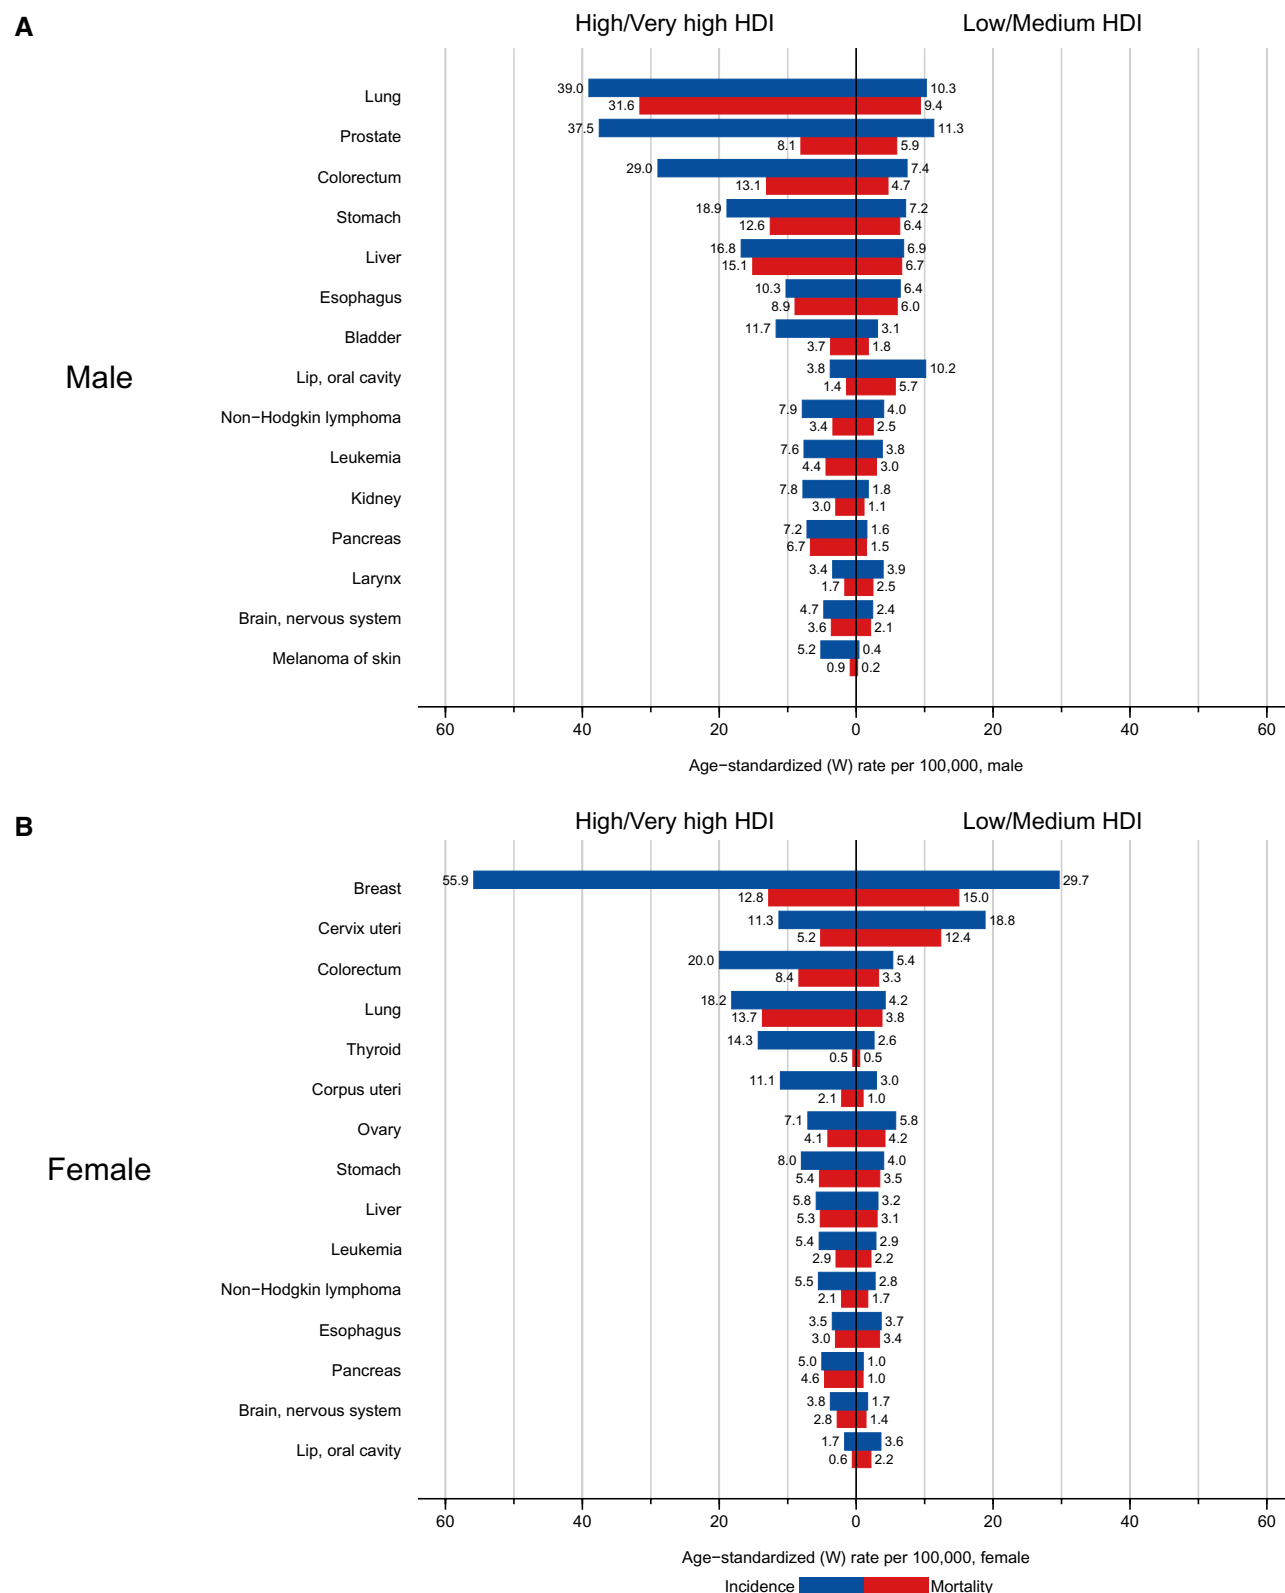 A
High/Very high HDI Low/Medium HDI
Male
Lung 39.0 10.3
31.6 9.4
Prostate 37.5 11.3
8.1 5.9
Colorectum 29.0 7.4
13.1 4.7
Stomach 18.9 7.2
12.6 6.4
Liver 16.8 6.9
15.1 6.7
Esophagus 10.3 6.4
8.9 6.0
Bladder 11.7 3.1
3.7 1.8
Lip, oral cavity 3.8 10.2
1.4 5.7
Non−Hodgkin lymphoma 7.9 4.0
3.4 2.5
Leukemia 7.6 3.8
4.4 3.0
Kidney 7.8 1.8
3.0 1.1
Pancreas 7.2 1.6
6.7 1.5
Larynx 3.4 3.9
1.7 2.5
Brain, nervous system 4.7 2.4
3.6 2.1
Melanoma of skin 5.2 0.4
0.9 0.2
60 40 20 0 20 40 60
Age−standardized (W) rate per 100,000, male
B
High/Very high HDI Low/Medium HDI
Female
Breast 55.9 29.7
12.8 15.0
Cervix uteri 11.3 18.8
5.2 12.4
Colorectum 20.0 5.4
8.4 3.3
Lung 18.2 4.2
13.7 3.8
Thyroid 14.3 2.6
0.5 0.5
Corpus uteri 11.1 3.0
2.1 1.0
Ovary 7.1 5.8
4.1 4.2
Stomach 8.0 4.0
5.4 3.5
Liver 5.8 3.2
5.3 3.1
Leukemia 5.4 2.9
2.9 2.2
Non−Hodgkin lymphoma 5.5 2.8
2.1 1.7
Esophagus 3.5 3.7
3.0 3.4
Pancreas 5.0 1.0
4.6 1.0
Brain, nervous system 3.8 1.7
2.8 1.4
Lip, oral cavity 1.7 3.6
0.6 2.2
60 40 20 0 20 40 60
Age−standardized (W) rate per 100,000, female
Incidence Mortality